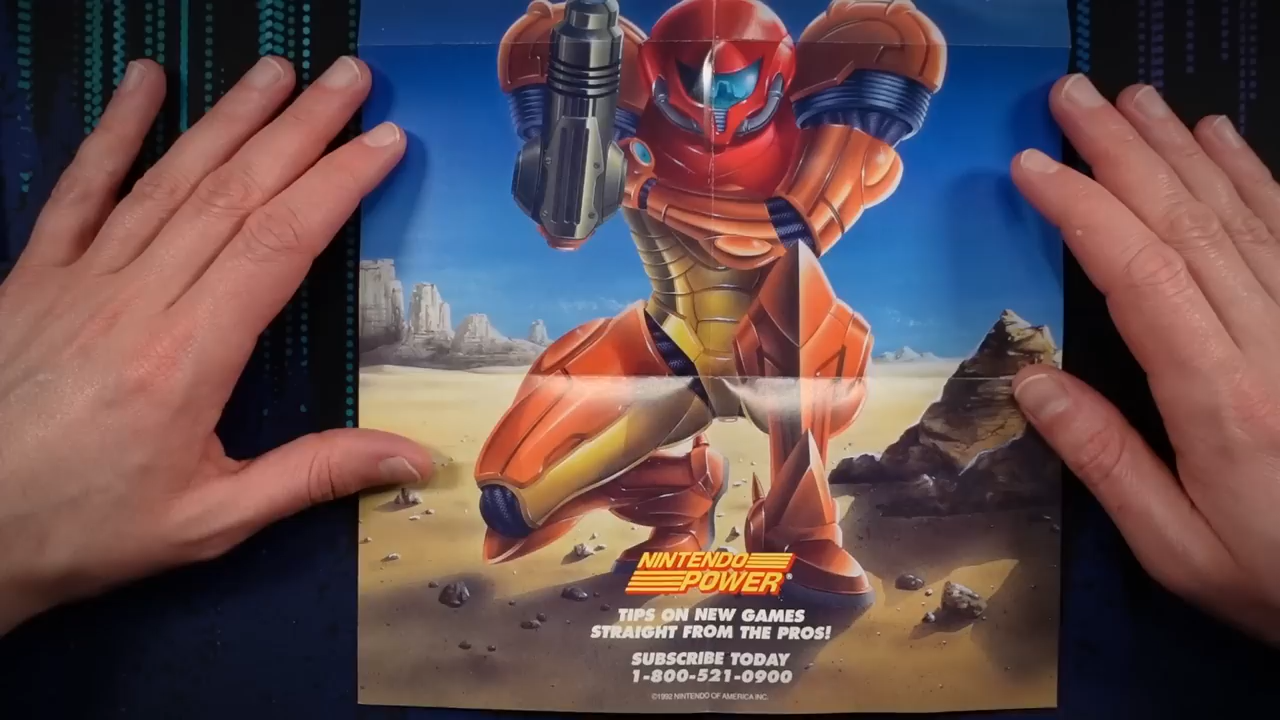 NINTENDO
POWER®
TIPS ON NEW GAMES
STRAIGHT FROM THE PROS!
SUBSCRIBE TODAY
1-800-521-0900
©1992 NINTENDO OF AMERICA INC.